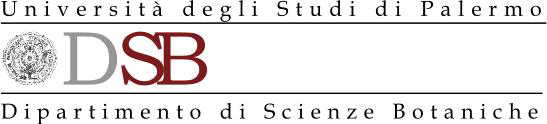 Università degli Studi di Palermo
DSB
Dipartimento di Scienze Botaniche